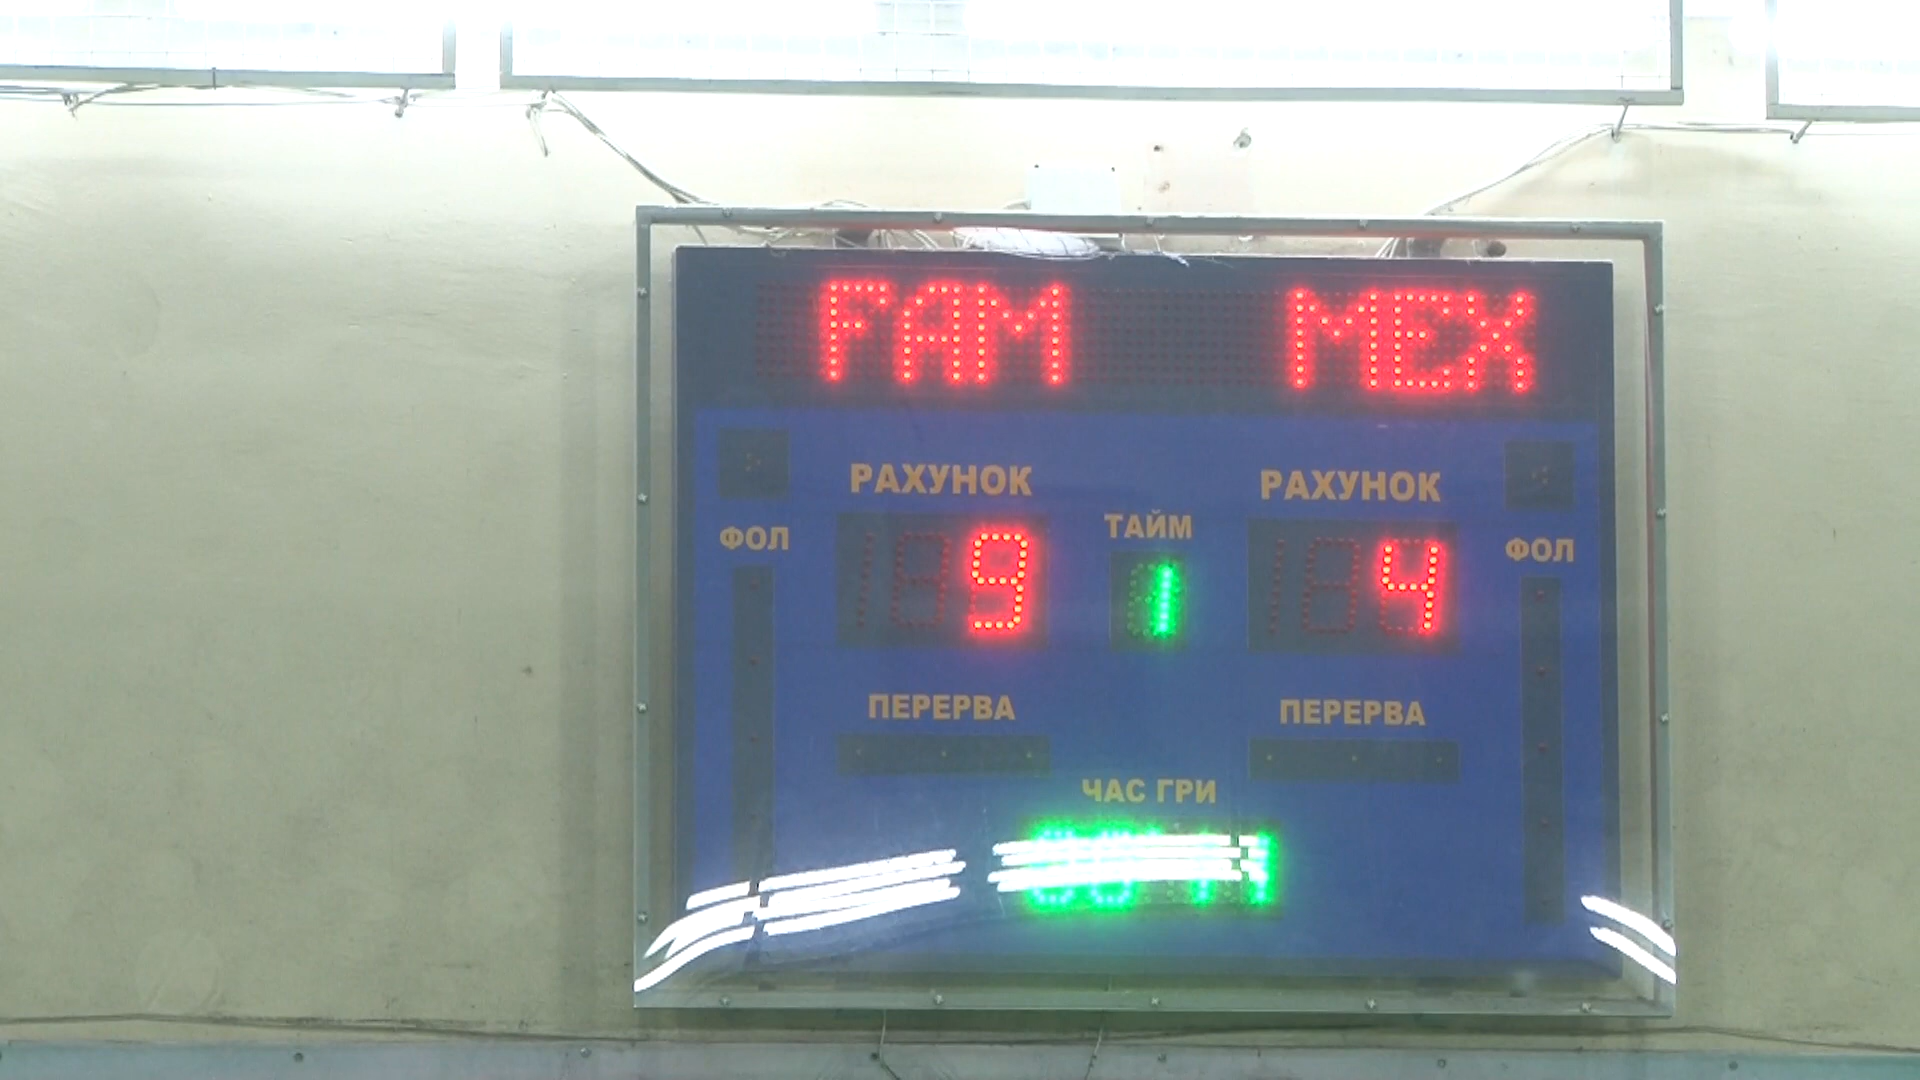 FAM MEX
РАХУНОК РАХУНОК
ФОЛ ТАЙМ ФОЛ
9 1 4
ПЕРЕРВА ПЕРЕРВА
ЧАС ГРИ